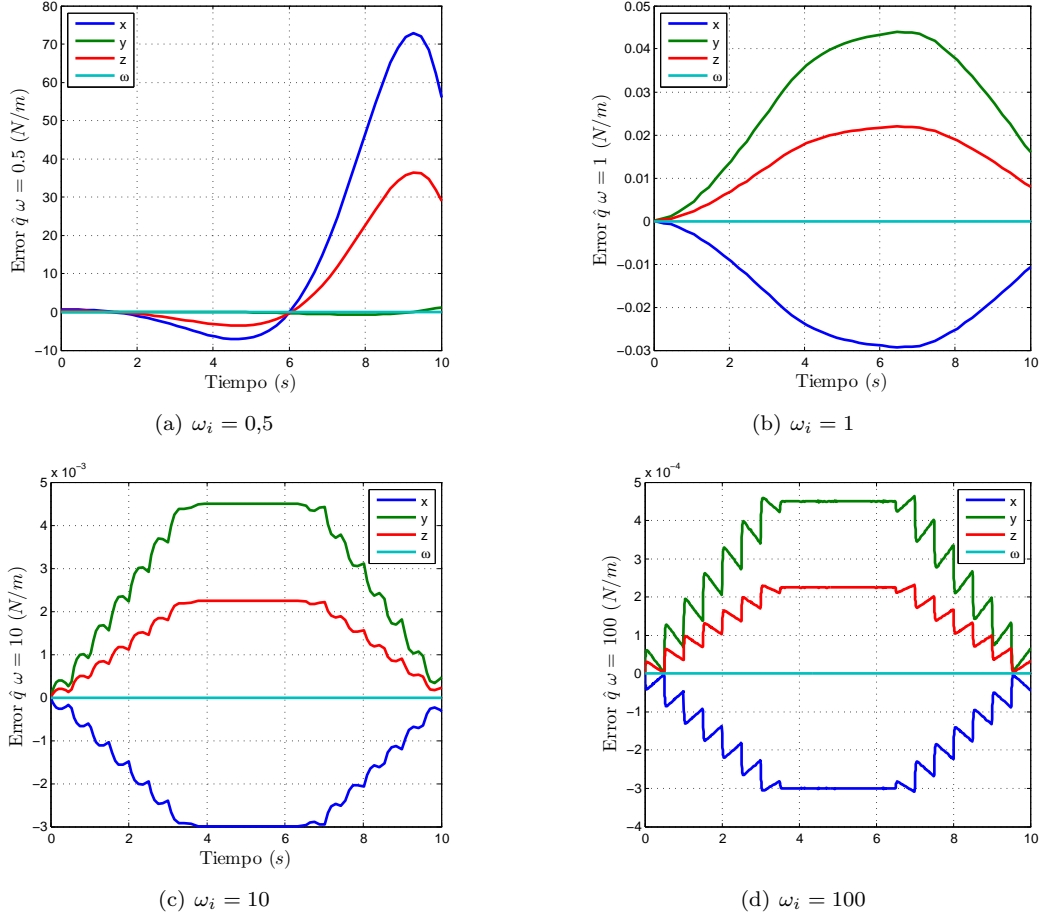 80
70
60
50
40
30
20
10
0
−10
0 2 4 6 8 10
x
y
z
ω
Error q̂ ω = 0.5 (N/m)
Tiempo (s)
(a) ωi = 0,5
0.05
0.04
0.03
0.02
0.01
0
−0.01
−0.02
−0.03
0 2 4 6 8 10
x
y
z
ω
Error q̂ ω = 1 (N/m)
Tiempo (s)
(b) ωi = 1
x 10−3
5
4
3
2
1
0
−1
−2
−3
0 2 4 6 8 10
x
y
z
ω
Error q̂ ω = 10 (N/m)
Tiempo (s)
(c) ωi = 10
x 10−4
5
4
3
2
1
0
−1
−2
−3
−4
0 2 4 6 8 10
x
y
z
ω
Error q̂ ω = 100 (N/m)
(d) ωi = 100